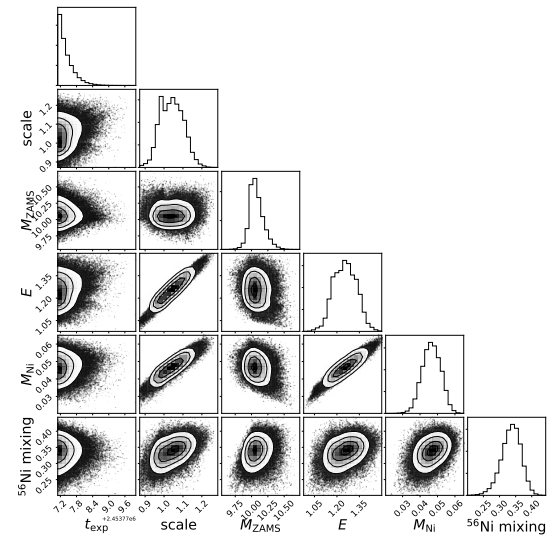 scale
1.2
1.1
1.0
0.9
M_ZAMS
10.50
10.25
10.00
9.75
E
1.35
1.20
1.05
M_Ni
0.06
0.05
0.04
0.03
⁵⁶Ni mixing
0.40
0.35
0.30
0.25
7.2 7.8 8.4 9.0 9.6 0.9 1.0 1.1 1.2 9.75 10.00 10.25 10.50 1.05 1.20 1.35 0.03 0.04 0.05 0.06 0.25 0.30 0.35 0.40
+2.45377e6
t_exp scale M_ZAMS E M_Ni ⁵⁶Ni mixing